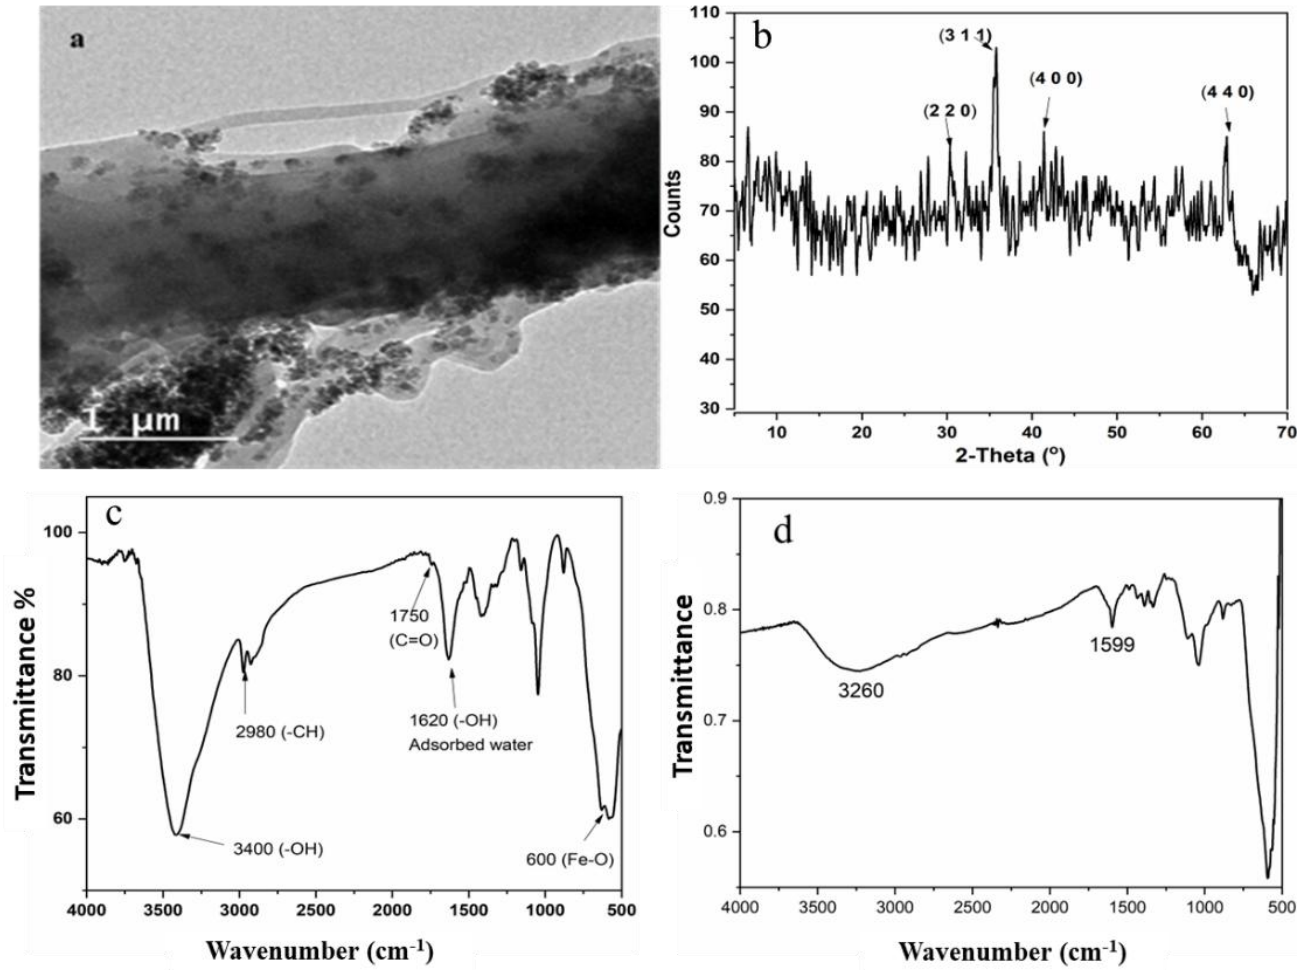 a
1 µm
b
110
100
90
80
70
60
50
40
30
Counts
(2 2 0)
(3 1 1)
(4 0 0)
(4 4 0)
10 20 30 40 50 60 70
2-Theta (º)
c
100
80
60
Transmittance %
1750
(C=O)
2980 (-CH)
1620 (-OH)
Adsorbed water
3400 (-OH)
600 (Fe-O)
4000 3500 3000 2500 2000 1500 1000 500
Wavenumber (cm⁻¹)
d
0.9
0.8
0.7
0.6
Transmittance
3260
1599
4000 3500 3000 2500 2000 1500 1000 500
Wavenumber (cm⁻¹)